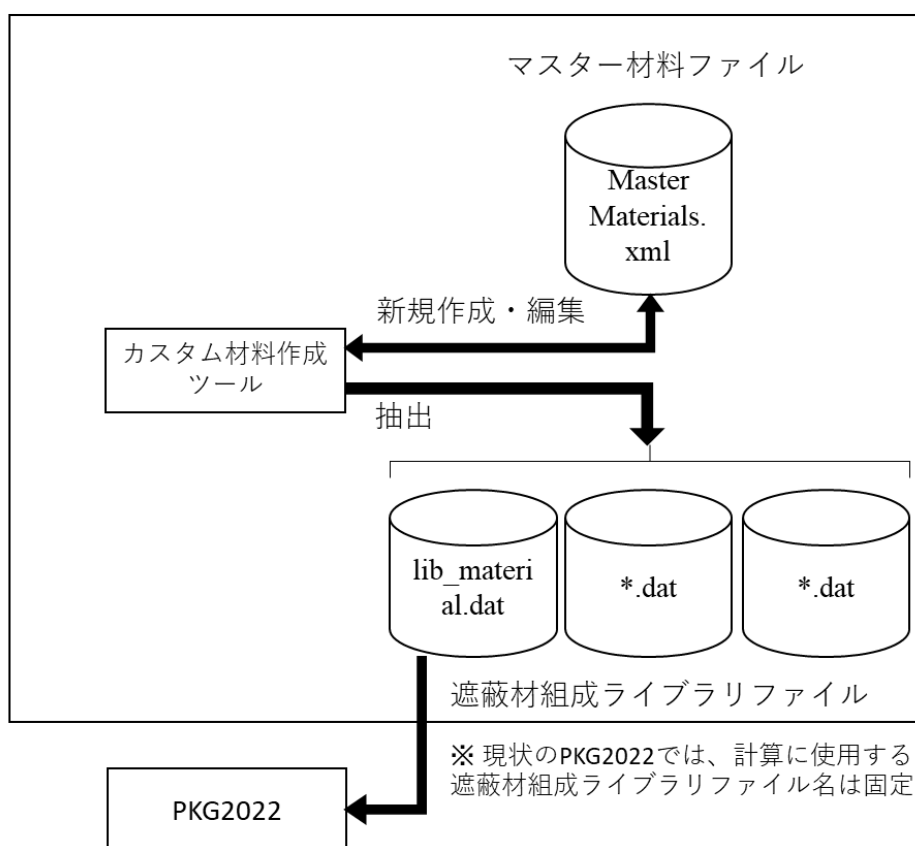 マスター材料ファイル
Master
Materials.
xml
新規作成・編集
カスタム材料作成
ツール
抽出
lib_materi
al.dat
*.dat
*.dat
遮蔽材組成ライブラリファイル
※ 現状のPKG2022では、計算に使用する
遮蔽材組成ライブラリファイル名は固定
PKG2022